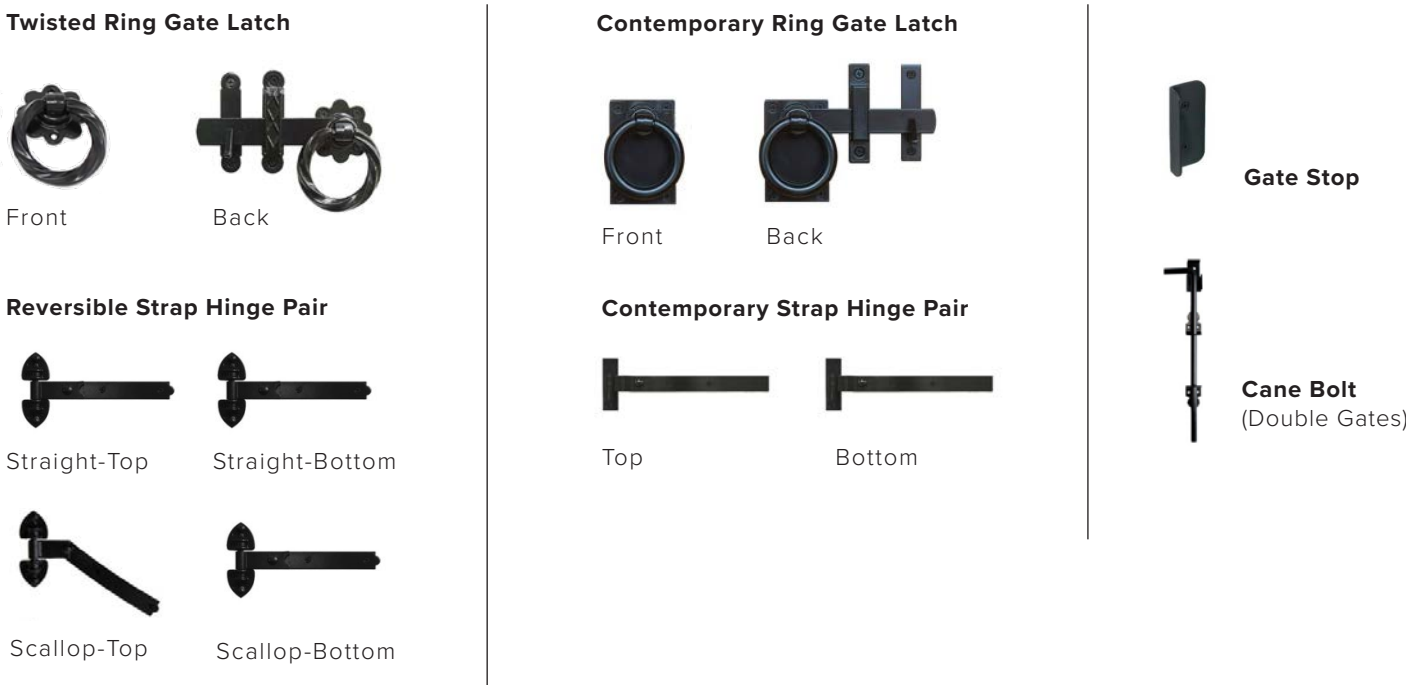 Twisted Ring Gate Latch
Front
Back
Reversible Strap Hinge Pair
Straight-Top
Straight-Bottom
Scallop-Top
Scallop-Bottom
Contemporary Ring Gate Latch
Front
Back
Contemporary Strap Hinge Pair
Top
Bottom
Gate Stop
Cane Bolt
(Double Gates)